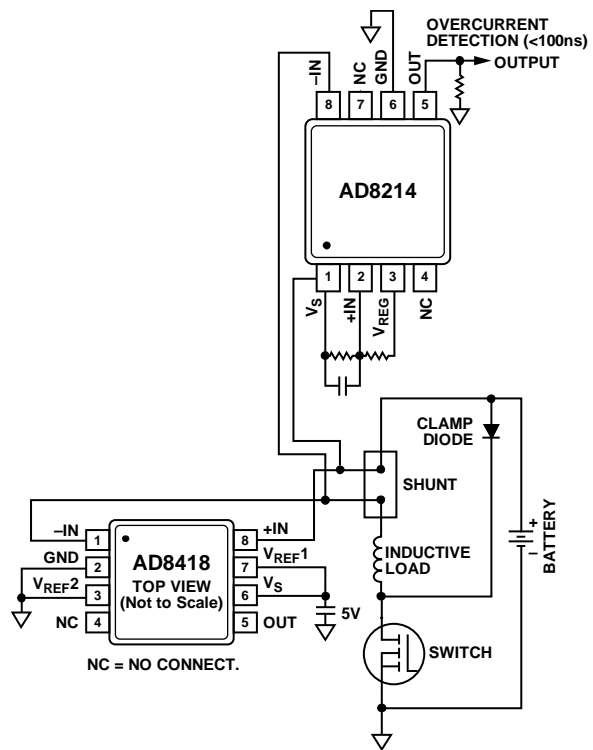 OVERCURRENT
DETECTION (<100ns)
OUTPUT
–IN
NC
GND
OUT
8
7
6
5
AD8214
1
2
3
4
VS
+IN
VREG
NC
CLAMP
DIODE
SHUNT
INDUCTIVE
LOAD
+
–
BATTERY
SWITCH
–IN
GND
VREF2
NC
1
2
3
4
AD8418
TOP VIEW
(Not to Scale)
8
7
6
5
+IN
VREF1
VS
OUT
5V
NC = NO CONNECT.